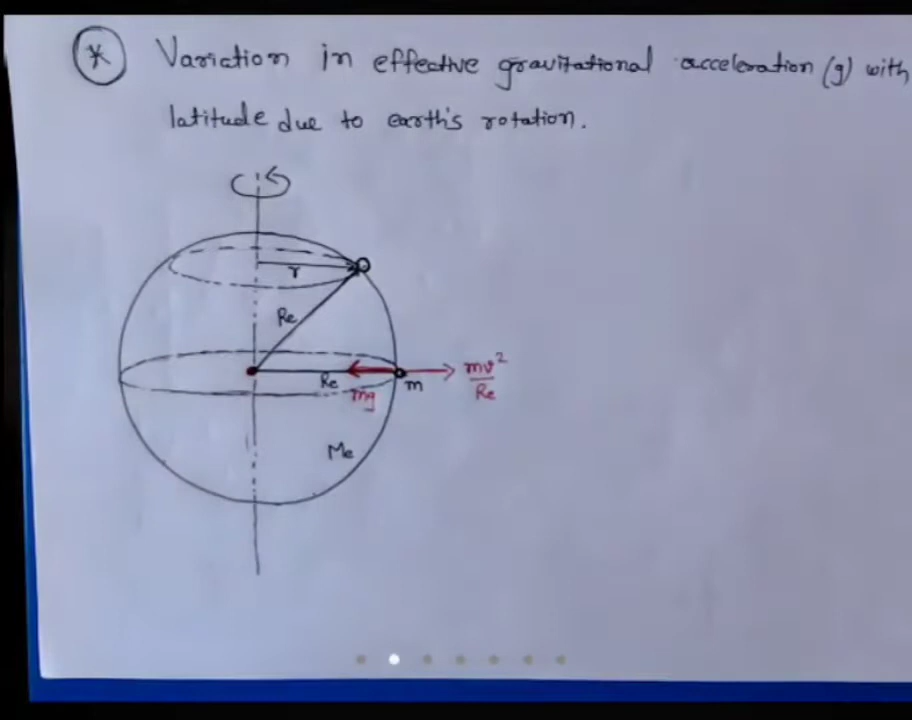 * Variation in effective gravitational acceleration (g) with
latitude due to earth's rotation.
r
Re
Re
mg
m
mv²
Re
Me